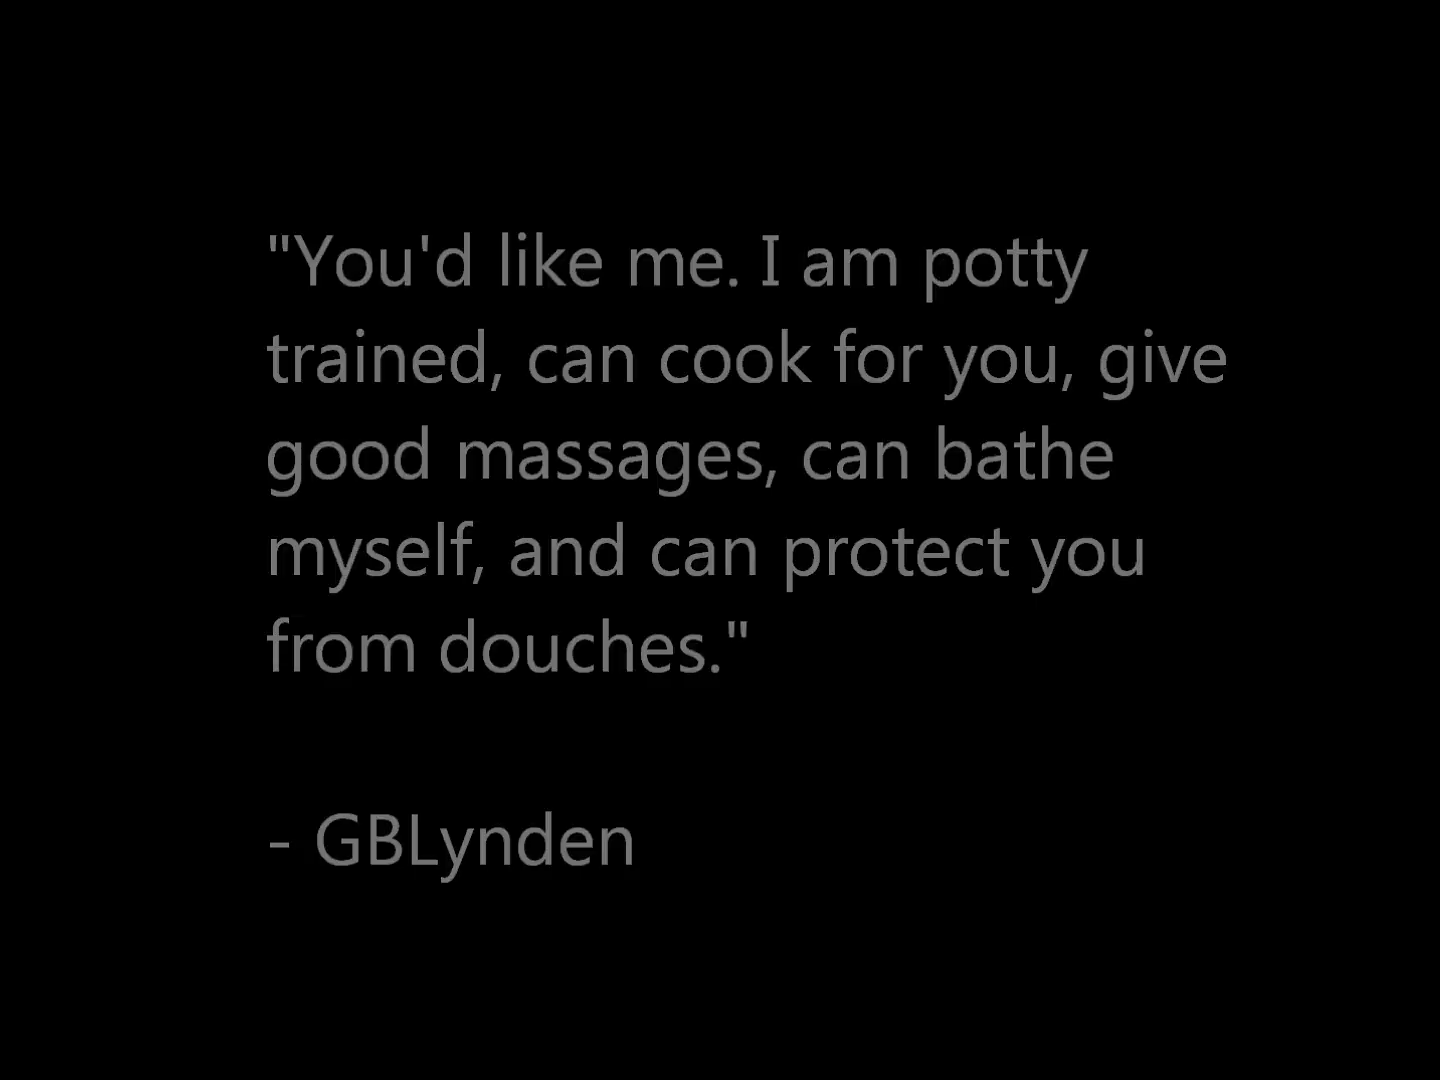 "You'd like me. I am potty
trained, can cook for you, give
good massages, can bathe
myself, and can protect you
from douches."
- GBLynden